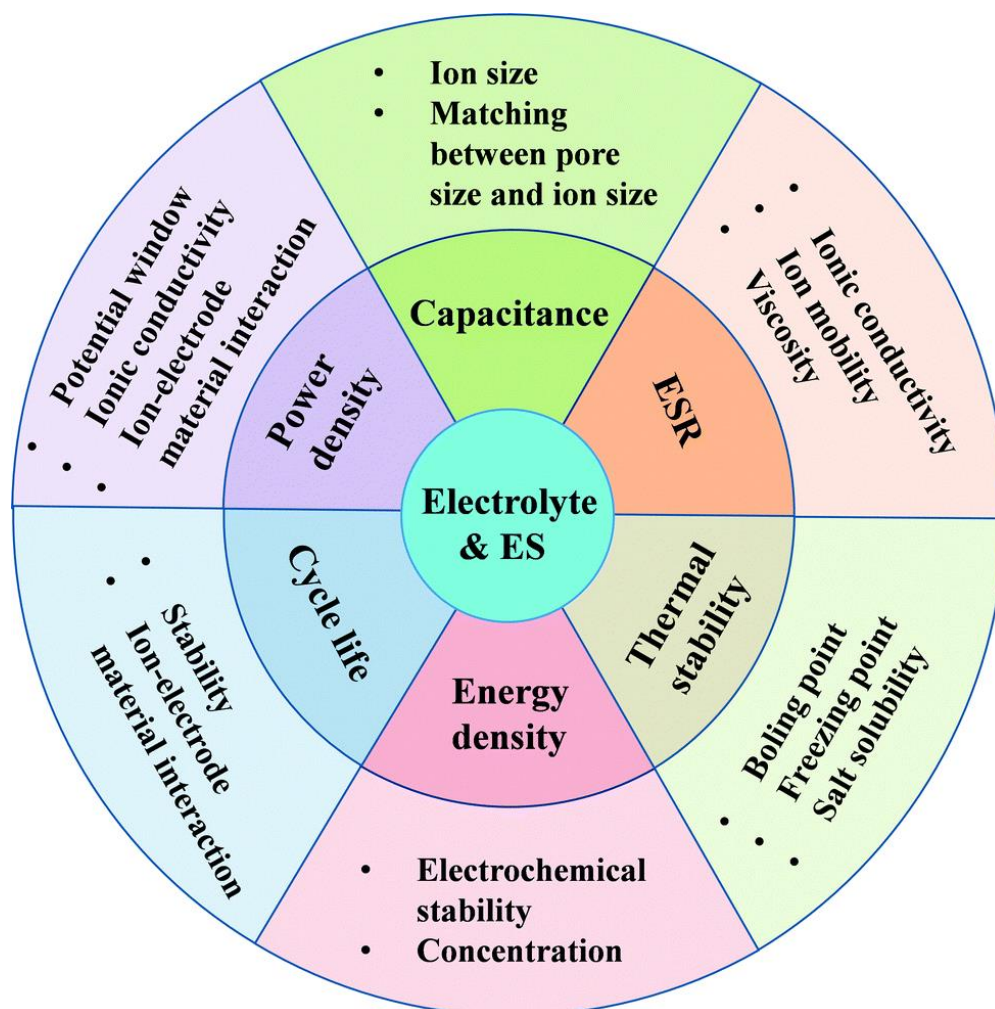 • Ion size
• Matching
between pore
size and ion size
Capacitance
• Ionic conductivity
• Ion mobility
• Viscosity
ESR
• Boling point
• Freezing point
• Salt solubility
Thermal
stability
Energy
density
• Electrochemical
stability
• Concentration
Cycle life
• Stability
• Ion-electrode
material interaction
Power
density
• Potential window
• Ionic conductivity
• Ion-electrode
material interaction
Electrolyte
& ES